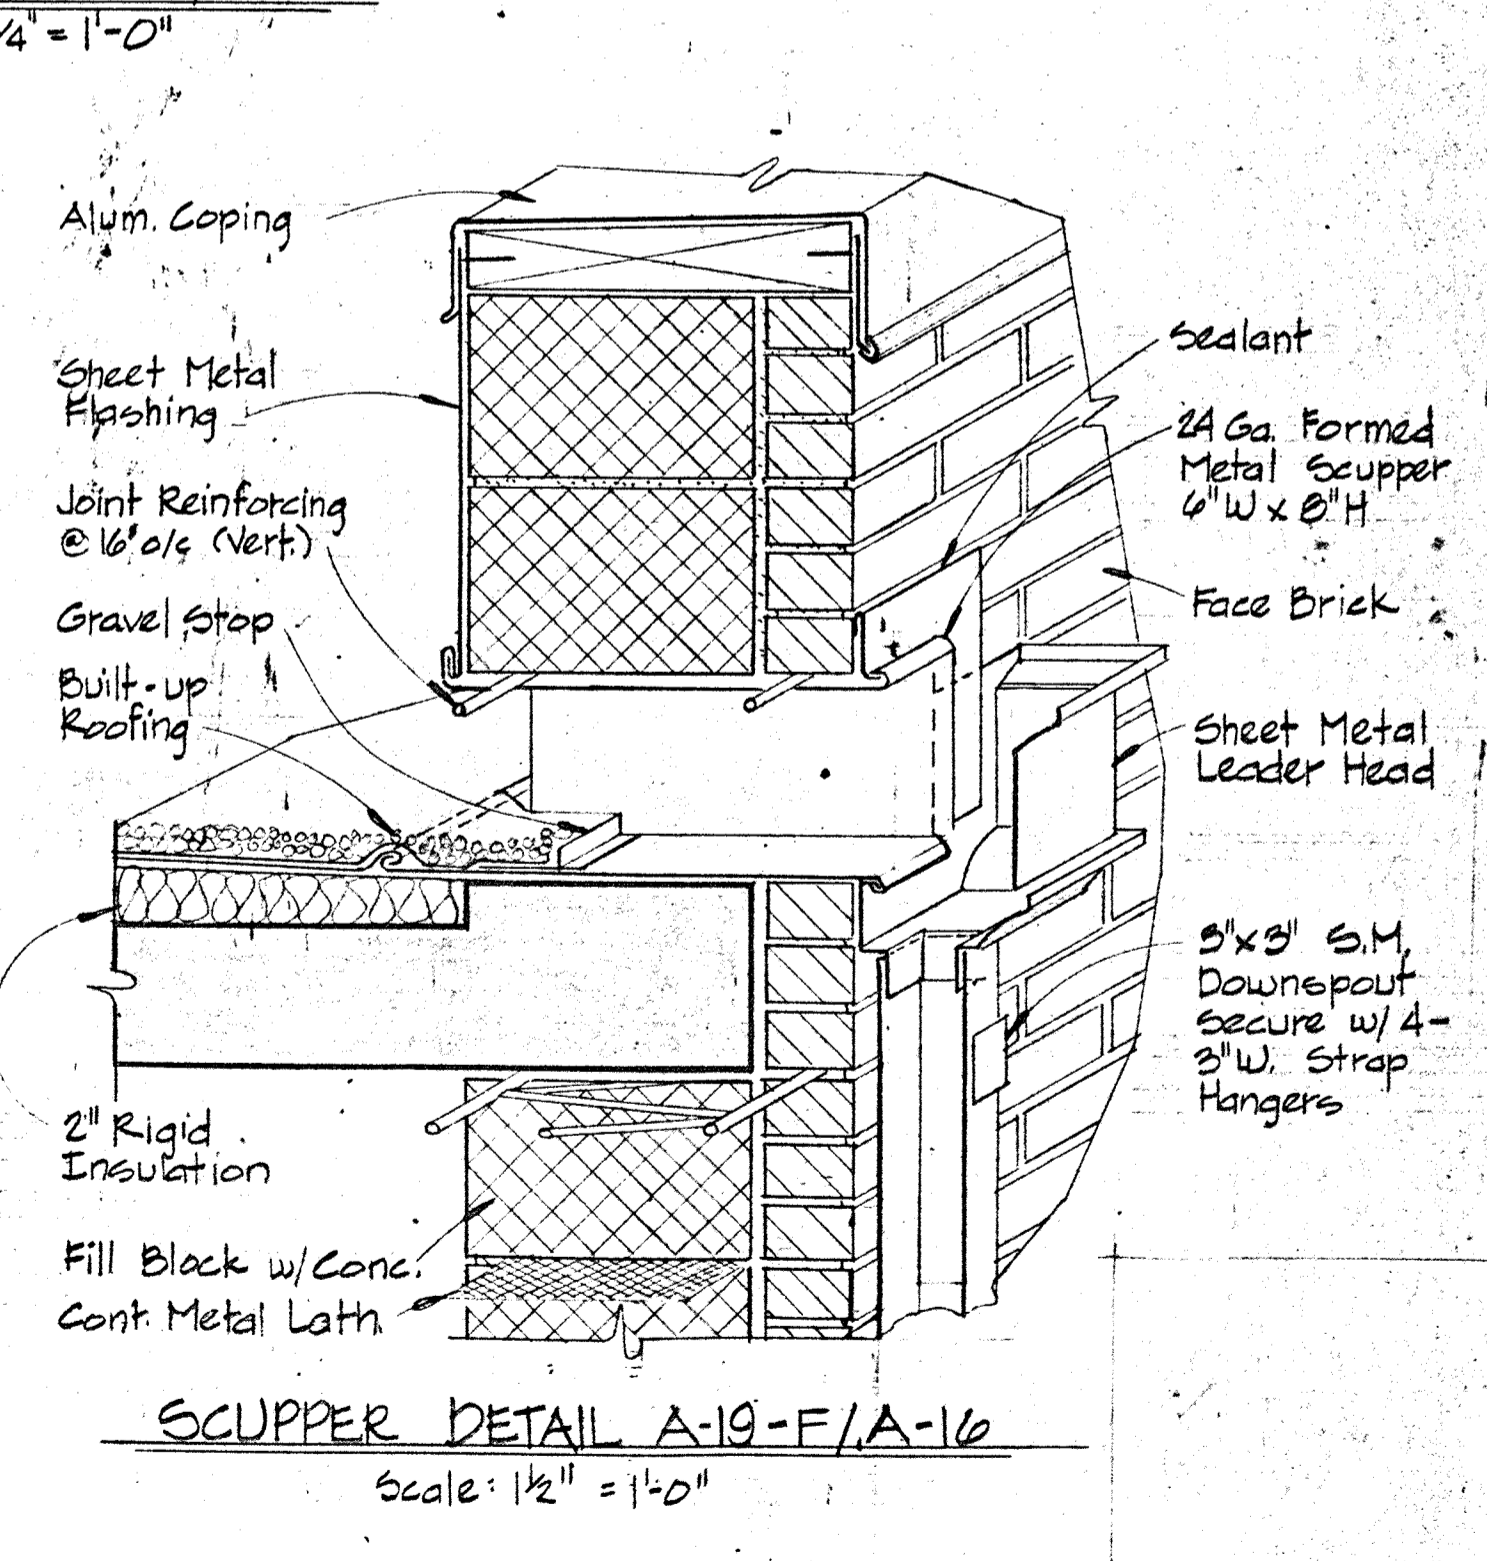 /4" = 1'-0"
Alum. Coping
Sheet Metal
Flashing
Joint Reinforcing
@ 16" o/c (Vert.)
Gravel Stop
Built-up
Roofing
2" Rigid
Insulation
Fill Block w/ Conc.
Cont. Metal Lath
Sealant
24 Ga. Formed
Metal Scupper
6"W x 8"H
Face Brick
Sheet Metal
Leader Head
3"x3" S.M.
Downspout
Secure w/ 4-
3"W. Strap
Hangers
SCUPPER DETAIL A-19-F/A-16
Scale: 1½" = 1'-0"